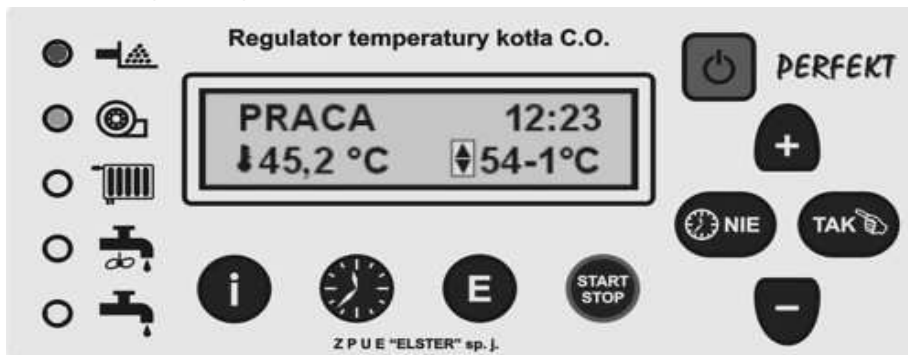 Regulator temperatury kotła C.O.
PERFEKT
PRACA 12:23
45,2 °C 54-1°C
+
NIE
TAK
i
E
START
STOP
-
Z P U E "ELSTER" sp. j.